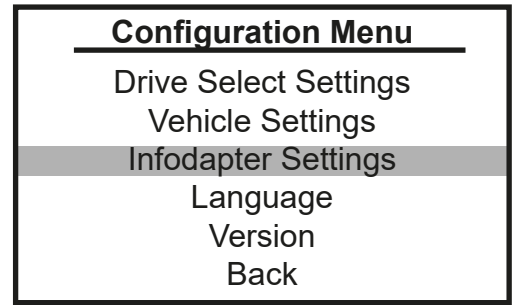 Configuration Menu
Drive Select Settings
Vehicle Settings
Infodapter Settings
Language
Version
Back